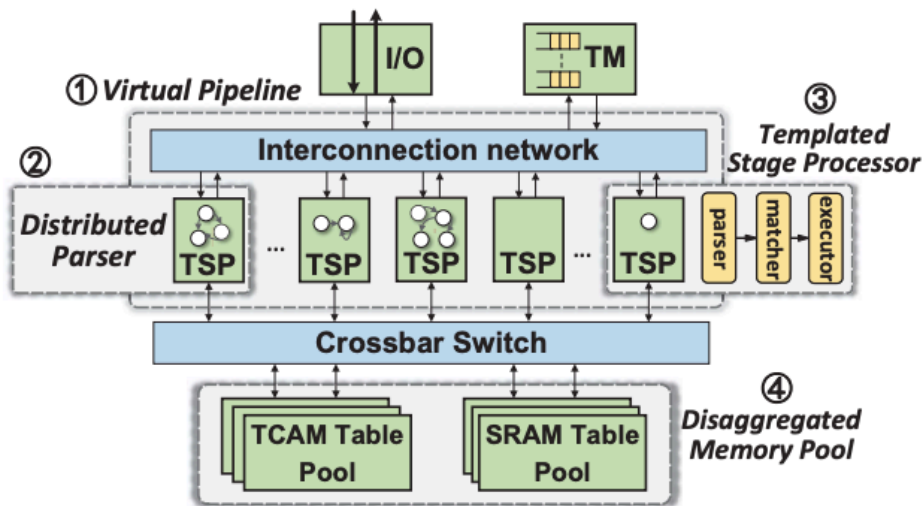 I/O
TM
① Virtual Pipeline
③
Templated
Stage Processor
Interconnection network
②
Distributed
Parser
TSP
...
TSP
TSP
TSP
...
TSP
parser
matcher
executor
Crossbar Switch
TCAM Table
Pool
SRAM Table
Pool
④
Disaggregated
Memory Pool